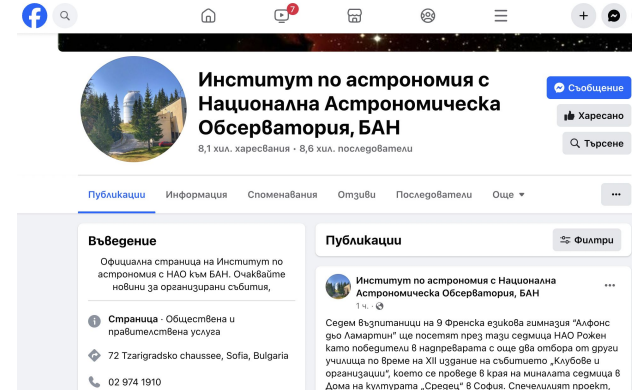 7
Институт по астрономия с
Национална Астрономическа
Обсерватория, БАН
8,1 хил. харесвания · 8,6 хил. последователи
Съобщение
Харесано
Търсене
Публикации Информация Споменавания Отзиви Последователи Още
Въведение
Официална страница на Институт по
астрономия с НАО към БАН. Очаквайте
новини за организирани събития,
Страница · Обществена и
правителствена услуга
72 Tzarigradsko chaussee, Sofia, Bulgaria
02 974 1910
Публикации
Филтри
Институт по астрономия с Национална
Астрономическа Обсерватория, БАН
1 ч. ·
Седем възпитаници на 9 Френска езикова гимназия "Алфонс
дьо Ламартин" ще посетят през тази седмица НАО Рожен
като победители в надпреварата с още два отбора от други
училища по време на XII издание на събитието „Клубове и
организации", което се проведе в края на миналата седмица в
Дома на културата „Средец" в София. Спечелилият проект,